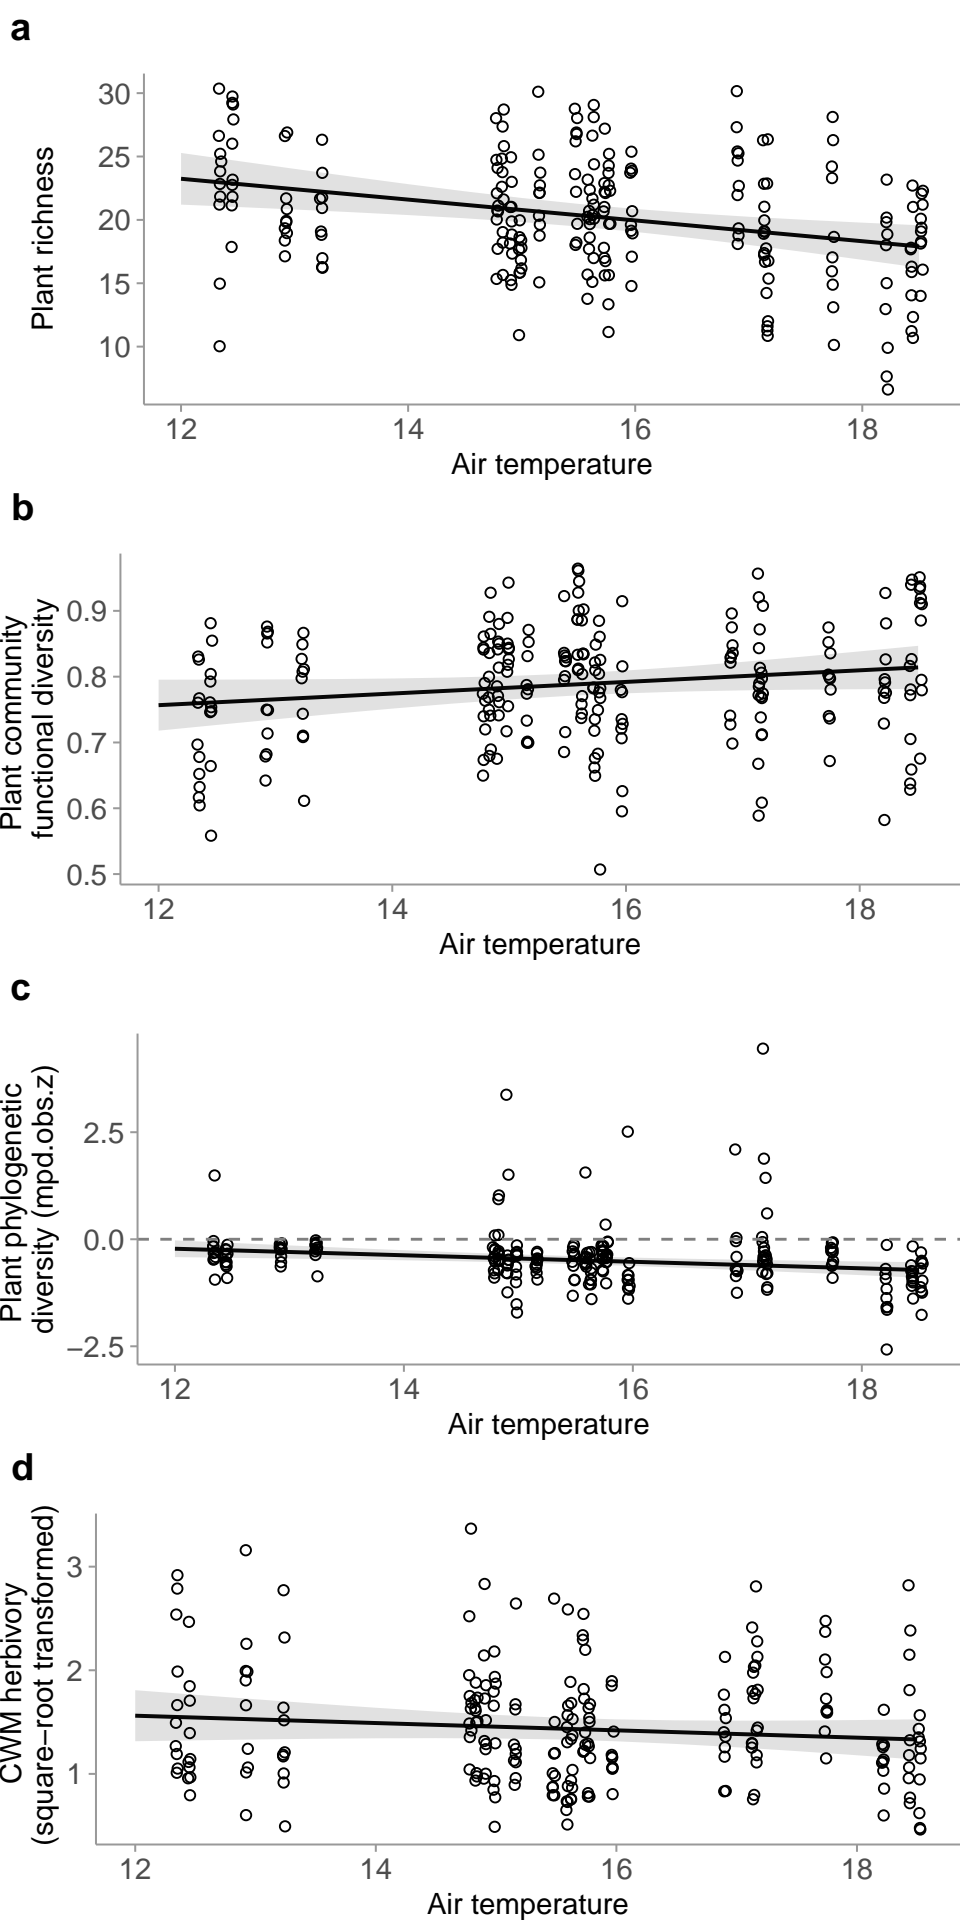 a
Plant richness
30
25
20
15
10
12 14 16 18
Air temperature
b
Plant community
functional diversity
0.9
0.8
0.7
0.6
0.5
12 14 16 18
Air temperature
c
Plant phylogenetic
diversity (mpd.obs.z)
2.5
0.0
−2.5
12 14 16 18
Air temperature
d
CWM herbivory
(square−root transformed)
3
2
1
12 14 16 18
Air temperature